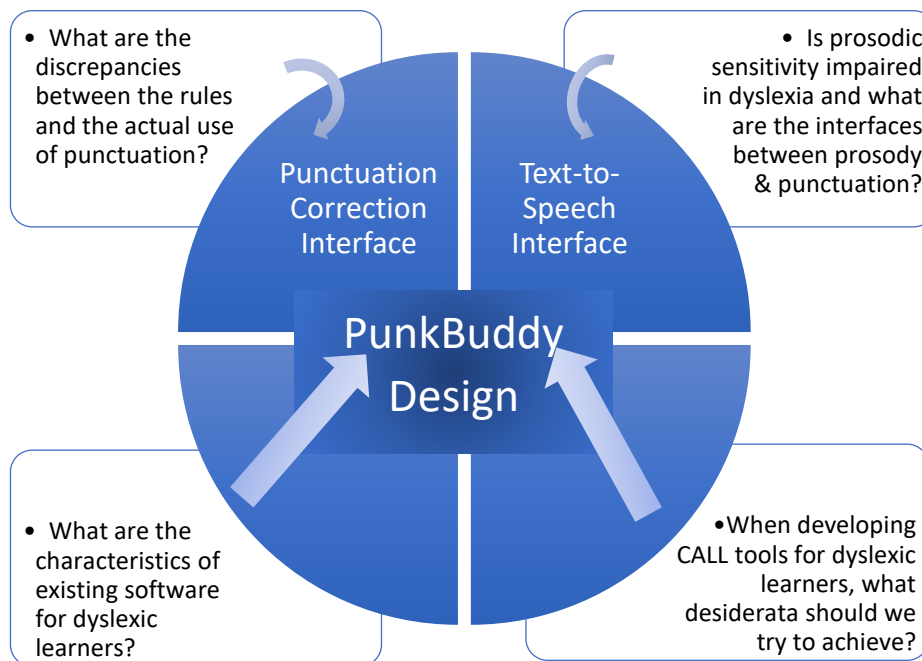 • What are the
discrepancies
between the rules
and the actual use
of punctuation?
• Is prosodic
sensitivity impaired
in dyslexia and what
are the interfaces
between prosody
& punctuation?
Punctuation
Correction
Interface
Text-to-
Speech
Interface
PunkBuddy
Design
• What are the
characteristics of
existing software
for dyslexic
learners?
•When developing
CALL tools for dyslexic
learners, what
desiderata should we
try to achieve?